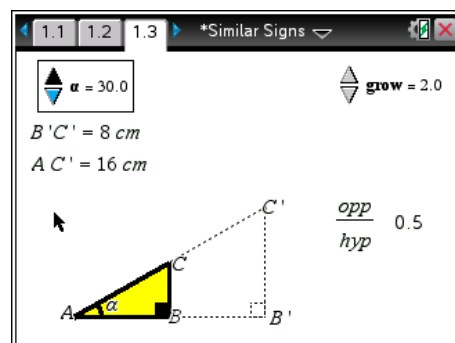 1.1 1.2 1.3 *Similar Signs
α = 30.0
grow = 2.0
B'C' = 8 cm
A C' = 16 cm
C'
opp
hyp
0.5
C
A α B B'